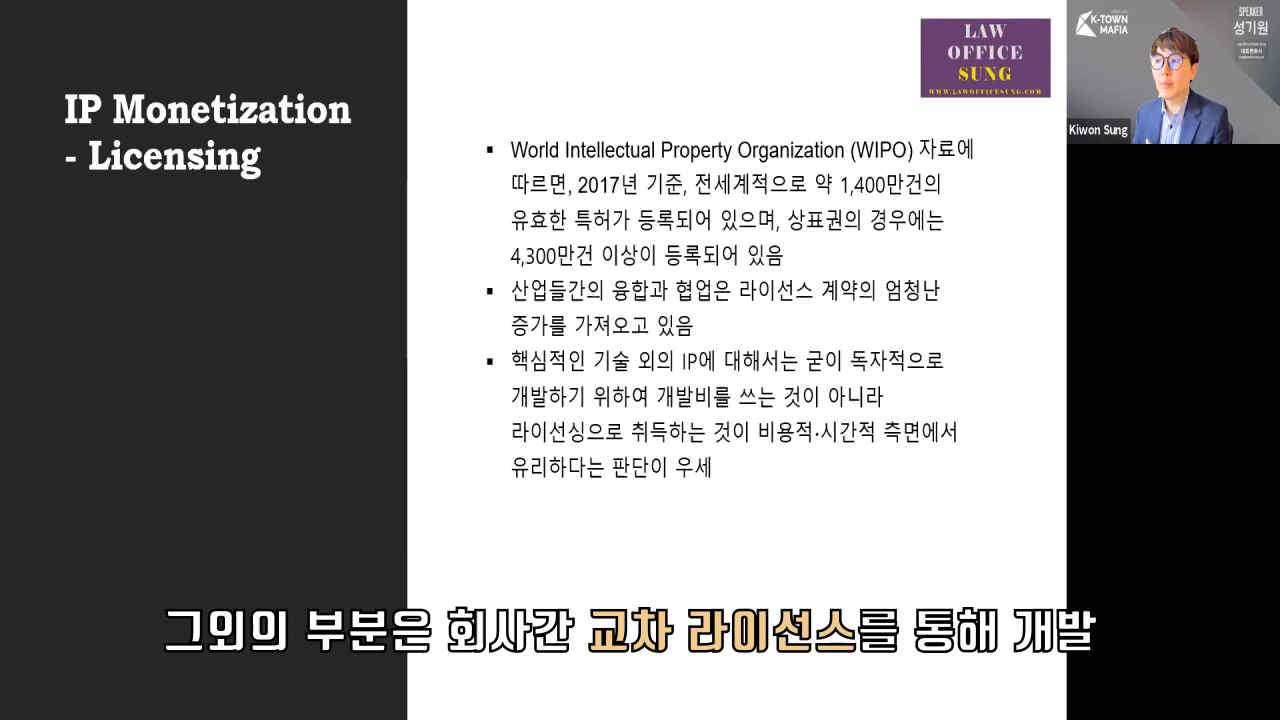 IP Monetization
- Licensing
LAW
OFFICE
SUNG
WWW.LAWOFFICESUNG.COM
▪ World Intellectual Property Organization (WIPO) 자료에
따르면, 2017년 기준, 전세계적으로 약 1,400만건의
유효한 특허가 등록되어 있으며, 상표권의 경우에는
4,300만건 이상이 등록되어 있음
▪ 산업들간의 융합과 협업은 라이선스 계약의 엄청난
증가를 가져오고 있음
▪ 핵심적인 기술 외의 IP에 대해서는 굳이 독자적으로
개발하기 위하여 개발비를 쓰는 것이 아니라
라이선싱으로 취득하는 것이 비용적·시간적 측면에서
유리하다는 판단이 우세
K-TOWN
MAFIA
SPEAKER
성기원
대표변호사
Kiwon Sung
그외의 부분은 회사간 교차 라이선스를 통해 개발